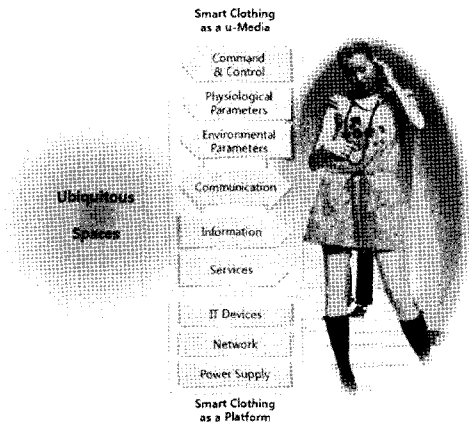 Smart Clothing
as a u-Media
Command
& Control
Physiological
Parameters
Environmental
Parameters
Communication
Ubiquitous
Spaces
Information
Services
IT Devices
Network
Power Supply
Smart Clothing
as a Platform